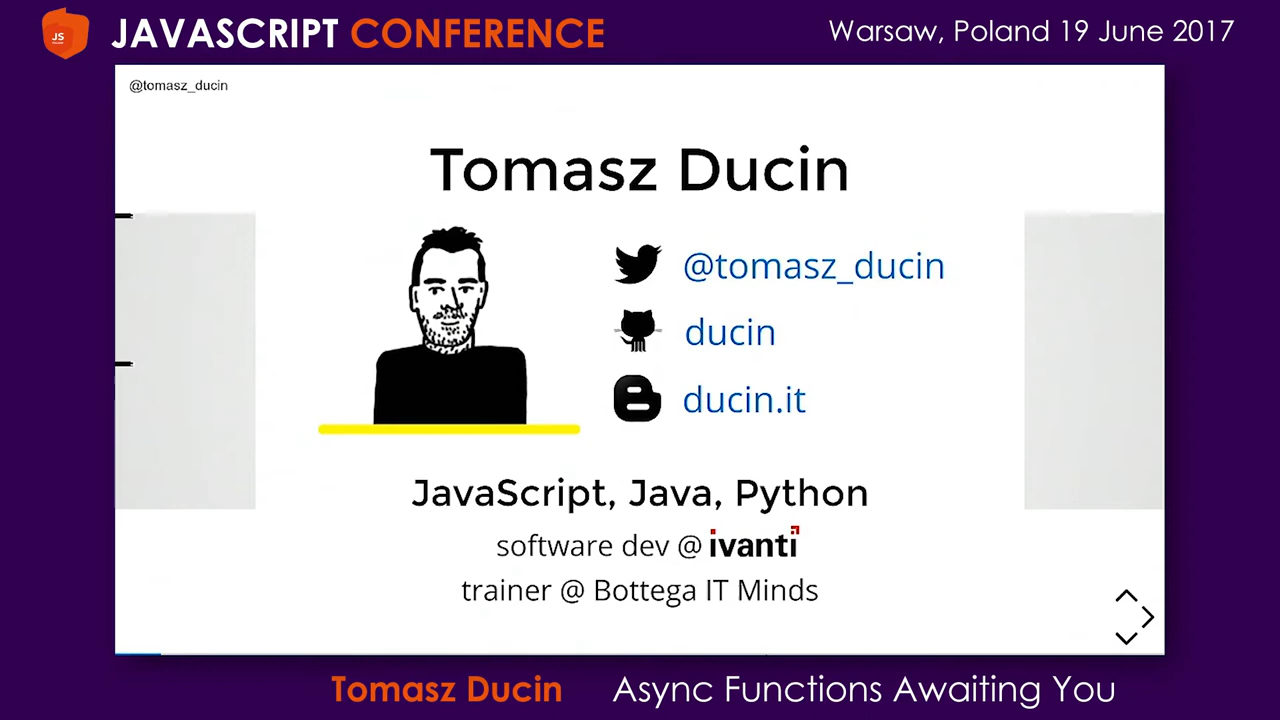 JS
JAVASCRIPT CONFERENCE
Warsaw, Poland 19 June 2017
@tomasz_ducin
Tomasz Ducin
@tomasz_ducin
ducin
ducin.it
JavaScript, Java, Python
software dev @ ivanti
trainer @ Bottega IT Minds
Tomasz Ducin Async Functions Awaiting You